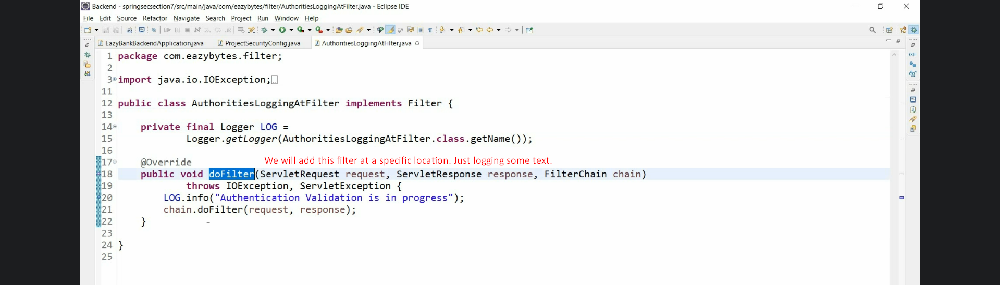 Backend - springsecsection7/src/main/java/com/eazybytes/filter/AuthoritiesLoggingAtFilter.java - Eclipse IDE
File Edit Source Refactor Navigate Search Project Run Window Help
EazyBankBackendApplication.java ProjectSecurityConfig.java AuthoritiesLoggingAtFilter.java
1 package com.eazybytes.filter;
2
3 import java.io.IOException;
11
12 public class AuthoritiesLoggingAtFilter implements Filter {
13
14 private final Logger LOG =
15 Logger.getLogger(AuthoritiesLoggingAtFilter.class.getName());
16
17 @Override We will add this filter at a specific location. Just logging some text.
18 public void doFilter(ServletRequest request, ServletResponse response, FilterChain chain)
19 throws IOException, ServletException {
20 LOG.info("Authentication Validation is in progress");
21 chain.doFilter(request, response);
22 }
23
24 }
25